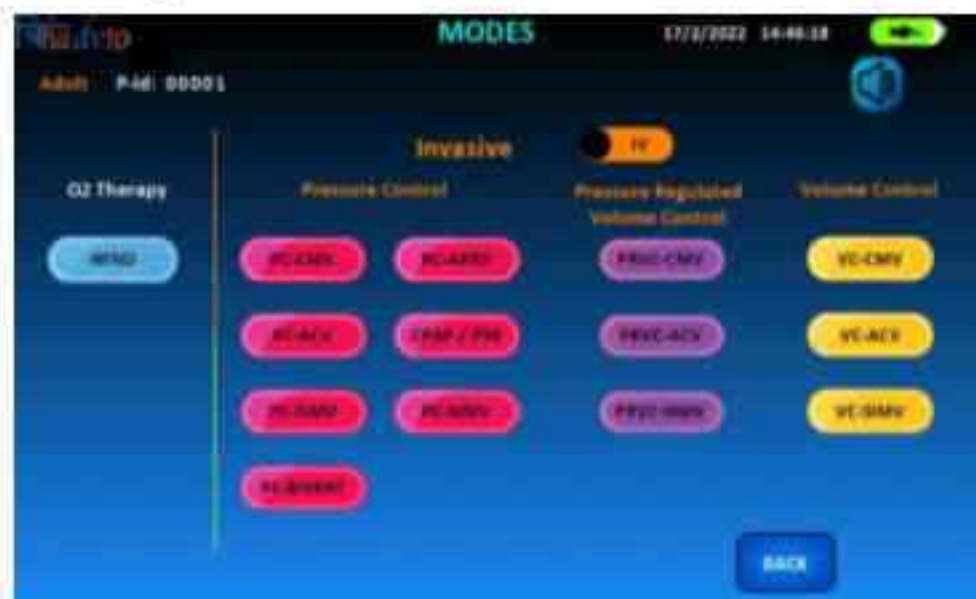 MODES
17/2/2022 14:46:18
Adult P-id: 00001
Invasive
IV
O2 Therapy
Pressure Control
Pressure Regulated
Volume Control
Volume Control
HFNO
PC-CMV
PC-APRV
PRVC-CMV
VC-CMV
PC-ACV
CPAP / PSV
PRVC-ACV
VC-ACV
PC-SIMV
PRVC-SIMV
VC-SIMV
BACK